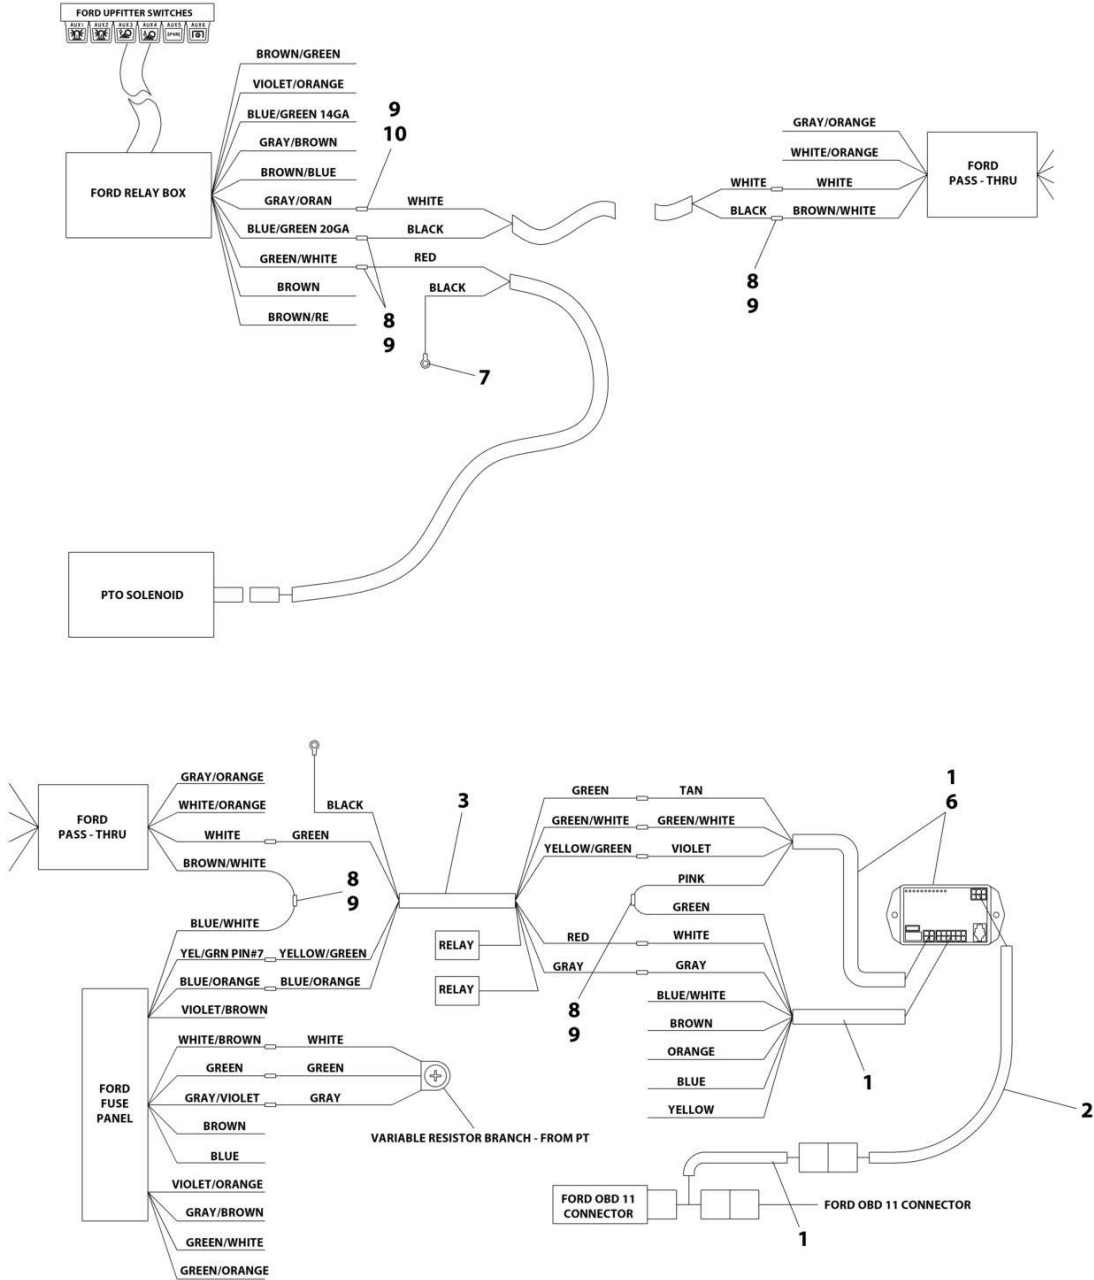 FORD UPFITTER SWITCHES
AUX1 AUX2 AUX3 AUX4 AUX5 AUX6
SPARE
BROWN/GREEN
VIOLET/ORANGE
BLUE/GREEN 14GA
GRAY/BROWN
BROWN/BLUE
GRAY/ORAN
BLUE/GREEN 20GA
GREEN/WHITE
BROWN
BROWN/RE
FORD RELAY BOX
9
10
WHITE
BLACK
RED
BLACK
8
9
7
GRAY/ORANGE
WHITE/ORANGE
WHITE WHITE
BLACK BROWN/WHITE
FORD
PASS - THRU
8
9
PTO SOLENOID
GRAY/ORANGE
WHITE/ORANGE
WHITE GREEN
BROWN/WHITE
FORD
PASS - THRU
BLACK
8
9
BLUE/WHITE
YEL/GRN PIN#7 YELLOW/GREEN
BLUE/ORANGE BLUE/ORANGE
VIOLET/BROWN
WHITE/BROWN WHITE
GREEN GREEN
GRAY/VIOLET GRAY
BROWN
BLUE
VIOLET/ORANGE
GRAY/BROWN
GREEN/WHITE
GREEN/ORANGE
FORD
FUSE
PANEL
VARIABLE RESISTOR BRANCH - FROM PT
3
RELAY
RELAY
GREEN TAN
GREEN/WHITE GREEN/WHITE
YELLOW/GREEN VIOLET
PINK
GREEN
RED WHITE
GRAY GRAY
BLUE/WHITE
BROWN
ORANGE
BLUE
YELLOW
8
9
1
6
1
2
FORD OBD 11
CONNECTOR
FORD OBD 11 CONNECTOR
1